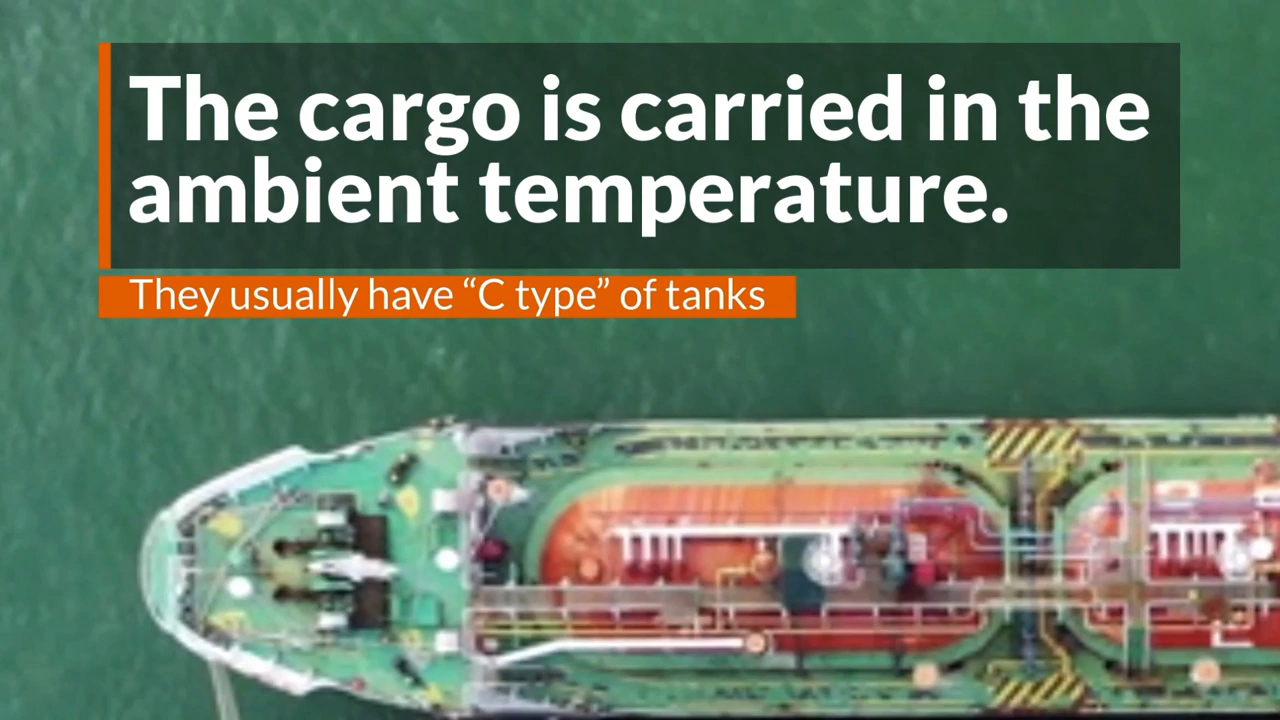 The cargo is carried in the
ambient temperature.
They usually have “C type” of tanks